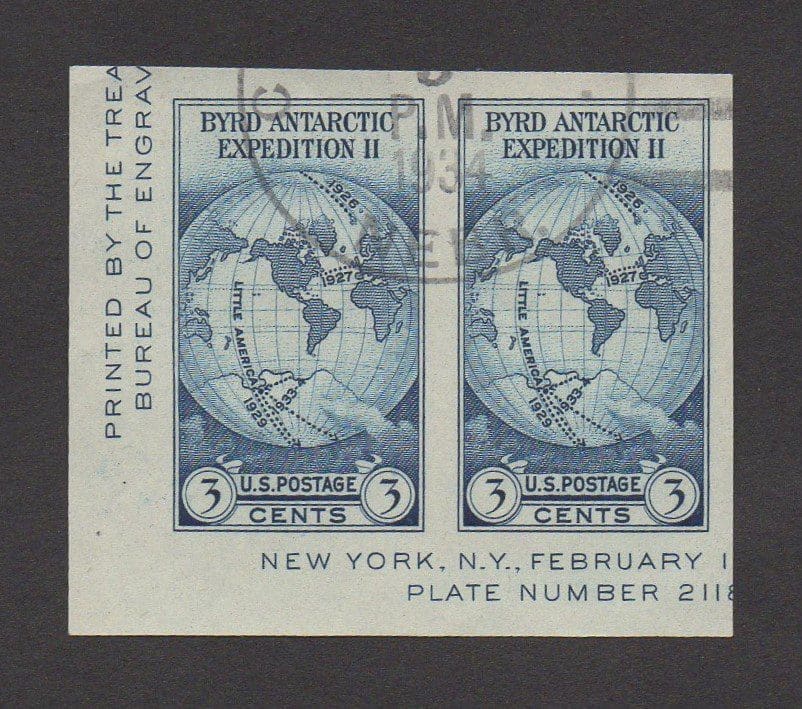 PRINTED BY THE TREA
BUREAU OF ENGRAV
P.M.
1934
NEBR.
BYRD ANTARCTIC
EXPEDITION II
1926
1927
LITTLE AMERICA
1929
1933
3
U.S.POSTAGE
3
CENTS
BYRD ANTARCTIC
EXPEDITION II
1926
1927
LITTLE AMERICA
1929
1933
3
U.S.POSTAGE
3
CENTS
NEW YORK, N.Y., FEBRUARY 1
PLATE NUMBER 2118